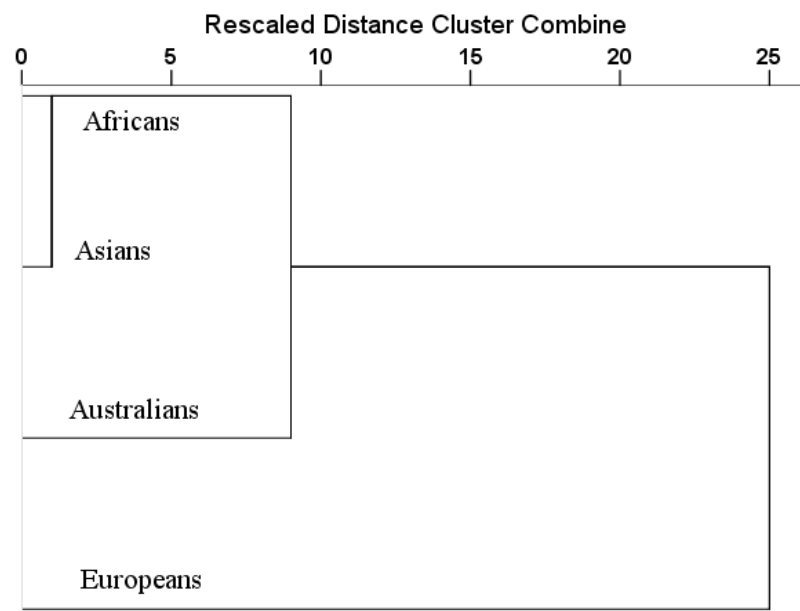 Rescaled Distance Cluster Combine
0 5 10 15 20 25
Africans
Asians
Australians
Europeans